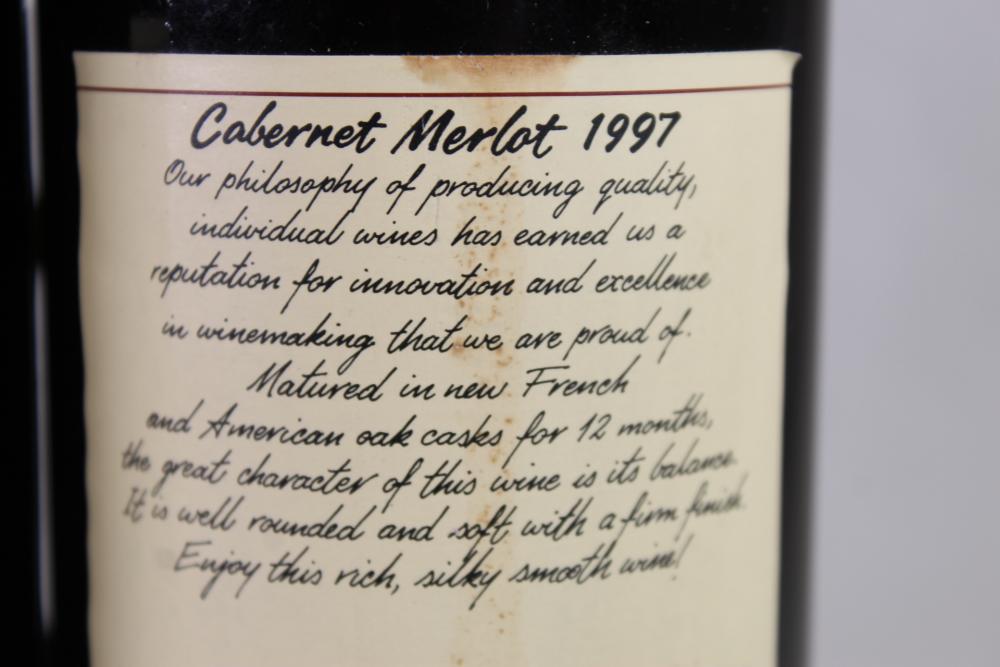 Cabernet Merlot 1997
Our philosophy of producing quality,
individual wines has earned us a
reputation for innovation and excellence
in winemaking that we are proud of.
Matured in new French
and American oak casks for 12 months,
the great character of this wine is its balance.
It is well rounded and soft with a firm finish.
Enjoy this rich, silky smooth wine!